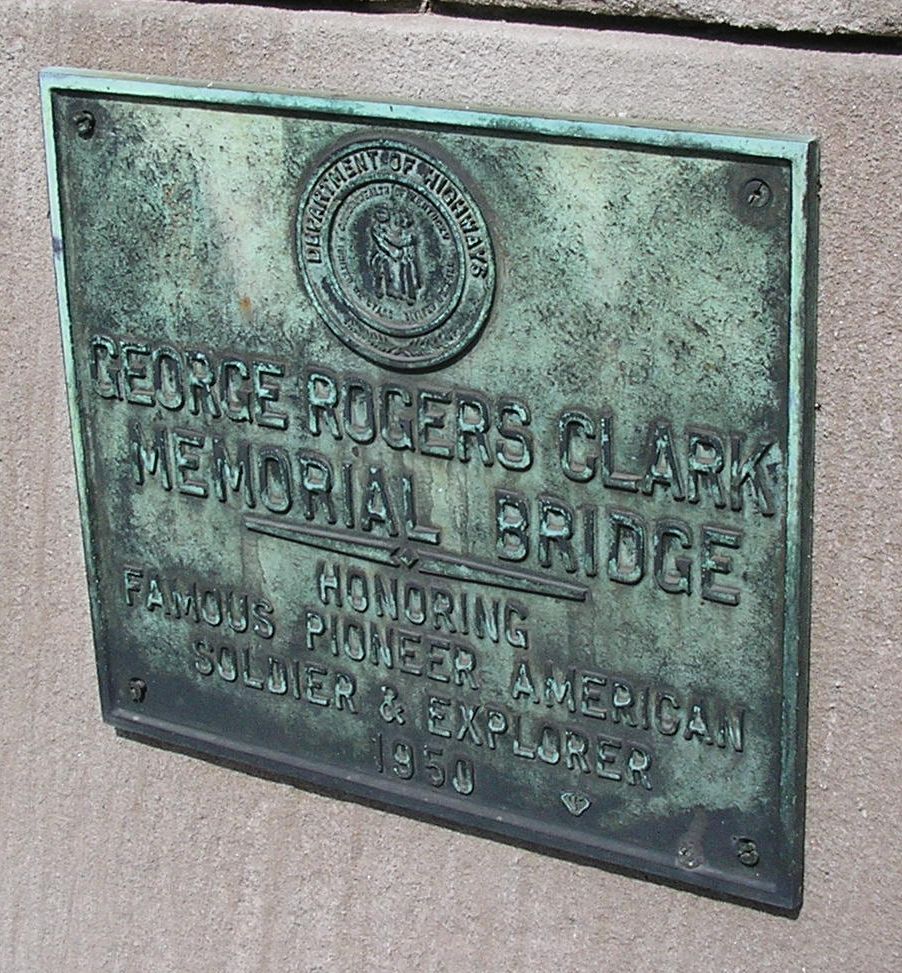 DEPARTMENT OF HIGHWAYS
GEORGE ROGERS CLARK
MEMORIAL BRIDGE
HONORING
FAMOUS PIONEER AMERICAN
SOLDIER & EXPLORER
1950